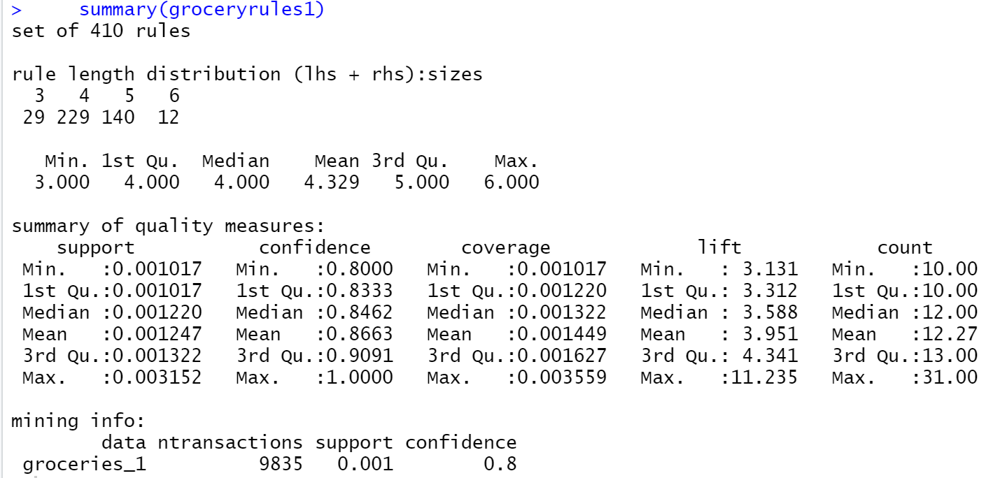 >     summary(groceryrules1)
set of 410 rules

rule length distribution (lhs + rhs):sizes
  3   4   5   6
 29 229 140  12

   Min. 1st Qu.  Median    Mean 3rd Qu.    Max.
  3.000   4.000   4.000   4.329   5.000   6.000

summary of quality measures:
    support           confidence        coverage             lift            count
 Min.   :0.001017   Min.   :0.8000   Min.   :0.001017   Min.   : 3.131   Min.   :10.00
 1st Qu.:0.001017   1st Qu.:0.8333   1st Qu.:0.001220   1st Qu.: 3.312   1st Qu.:10.00
 Median :0.001220   Median :0.8462   Median :0.001322   Median : 3.588   Median :12.00
 Mean   :0.001247   Mean   :0.8663   Mean   :0.001449   Mean   : 3.951   Mean   :12.27
 3rd Qu.:0.001322   3rd Qu.:0.9091   3rd Qu.:0.001627   3rd Qu.: 4.341   3rd Qu.:13.00
 Max.   :0.003152   Max.   :1.0000   Max.   :0.003559   Max.   :11.235   Max.   :31.00

mining info:
        data ntransactions support confidence
 groceries_1          9835   0.001        0.8